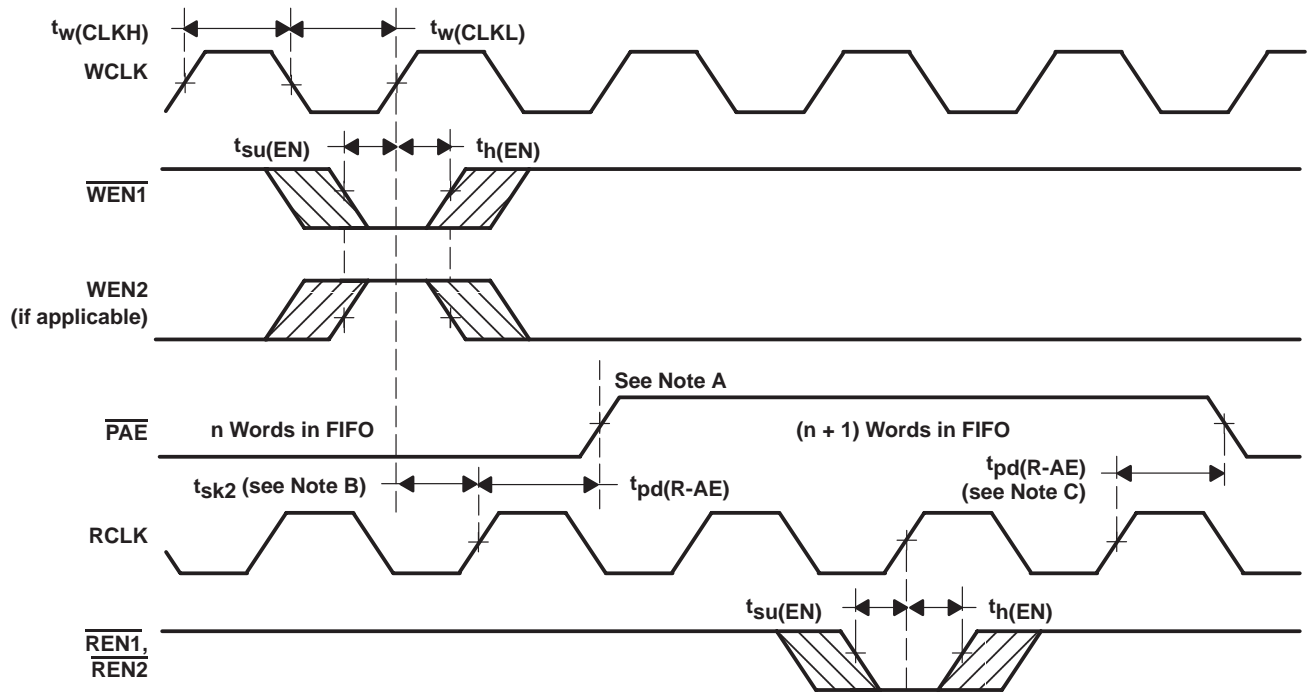 tw(CLKH)
tw(CLKL)
WCLK
tsu(EN)
th(EN)
WEN1
WEN2
(if applicable)
See Note A
PAE
n Words in FIFO
(n + 1) Words in FIFO
tsk2 (see Note B)
tpd(R-AE)
tpd(R-AE)
(see Note C)
RCLK
tsu(EN)
th(EN)
REN1,
REN2